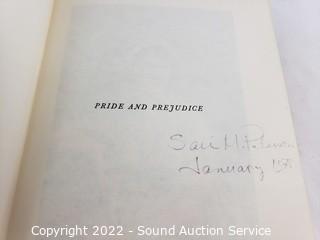 PRIDE AND PREJUDICE
January
Copyright 2022 - Sound Auction Service